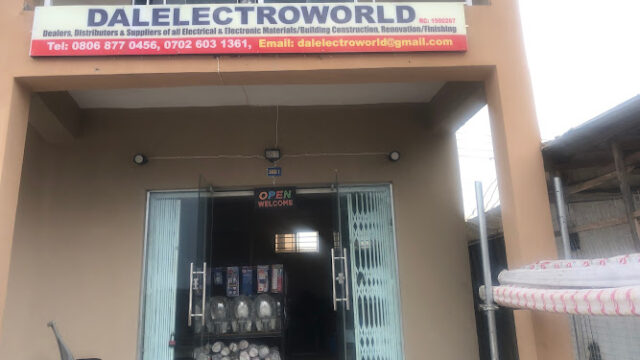 DALELECTROWORLD
RC: 1500267
Dealers, Distributors & Suppliers of all Electrical & Electronic Materials/Building Construction, Renovation/Finishing
Tel: 0806 877 0456, 0702 603 1361, Email: dalelectroworld@gmail.com
OPEN
WELCOME